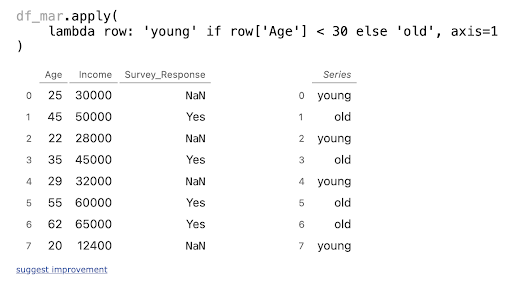 df_mar.apply(
    lambda row: 'young' if row['Age'] < 30 else 'old', axis=1
)
Age Income Survey_Response Series
0 25 30000 NaN 0 young
1 45 50000 Yes 1 old
2 22 28000 NaN 2 young
3 35 45000 Yes 3 old
4 29 32000 NaN 4 young
5 55 60000 Yes 5 old
6 62 65000 Yes 6 old
7 20 12400 NaN 7 young
suggest improvement